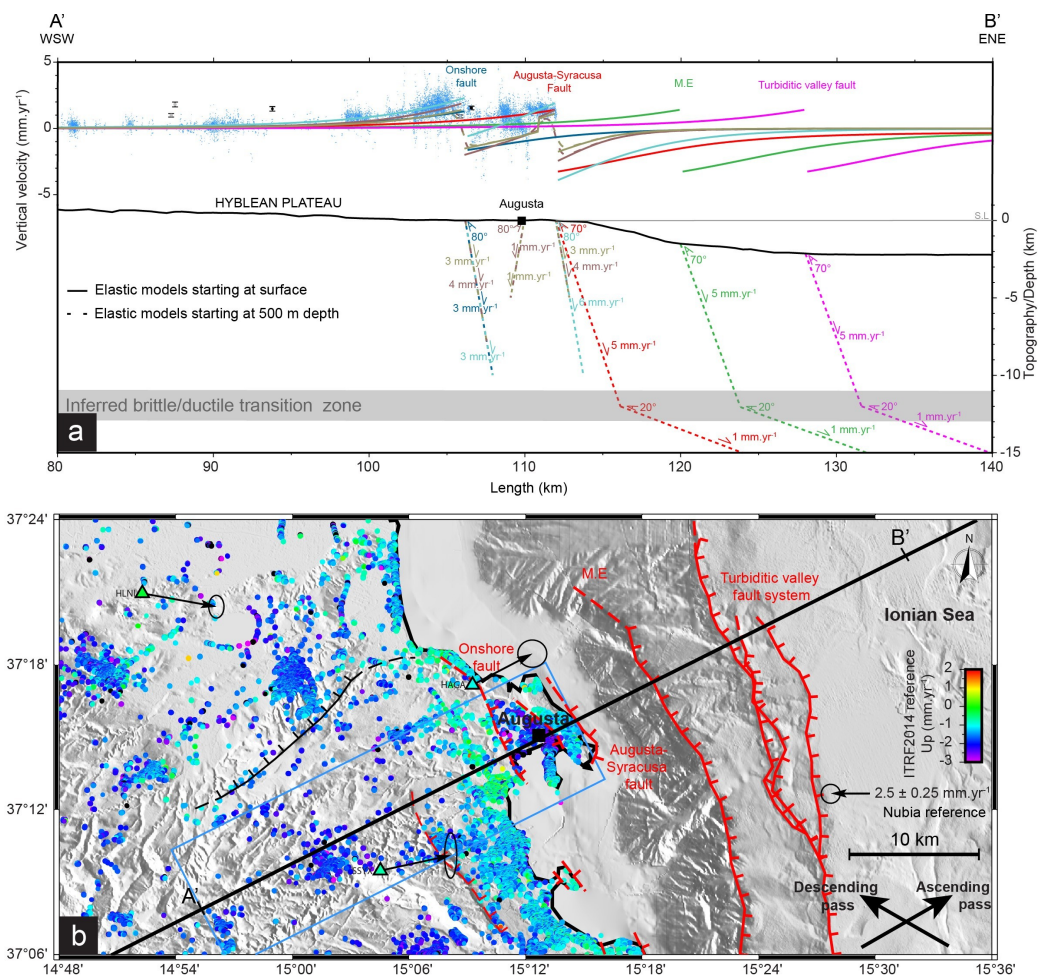 A'
WSW
B'
ENE
5
0
-5
Vertical velocity (mm.yr⁻¹)
Onshore
fault
Augusta-Syracusa
Fault
M.E
Turbiditic valley fault
HYBLEAN PLATEAU
Augusta
S.L
0
-5
-10
-15
Topography/Depth (km)
80°
80°
70°
80°
70°
70°
3 mm.yr⁻¹
1 mm.yr⁻¹
3 mm.yr⁻¹
4 mm.yr⁻¹
1 mm.yr⁻¹
4 mm.yr⁻¹
3 mm.yr⁻¹
6 mm.yr⁻¹
5 mm.yr⁻¹
5 mm.yr⁻¹
5 mm.yr⁻¹
3 mm.yr⁻¹
Elastic models starting at surface
Elastic models starting at 500 m depth
Inferred brittle/ductile transition zone
20°
20°
20°
1 mm.yr⁻¹
1 mm.yr⁻¹
1 mm.yr⁻¹
a
80
90
100
110
120
130
140
Length (km)
37°24'
37°18'
37°12'
37°06'
B'
N
M.E
Turbiditic valley
fault system
HLNI
Ionian Sea
Onshore
fault
HAGA
Augusta
Augusta-
Syracusa
fault
ITRF2014 reference
Up (mm.yr⁻¹)
2
1
0
-1
-2
-3
2.5 ± 0.25 mm.yr⁻¹
Nubia reference
10 km
A'
Descending
pass
Ascending
pass
b
14°48'
14°54'
15°00'
15°06'
15°12'
15°18'
15°24'
15°30'
15°36'